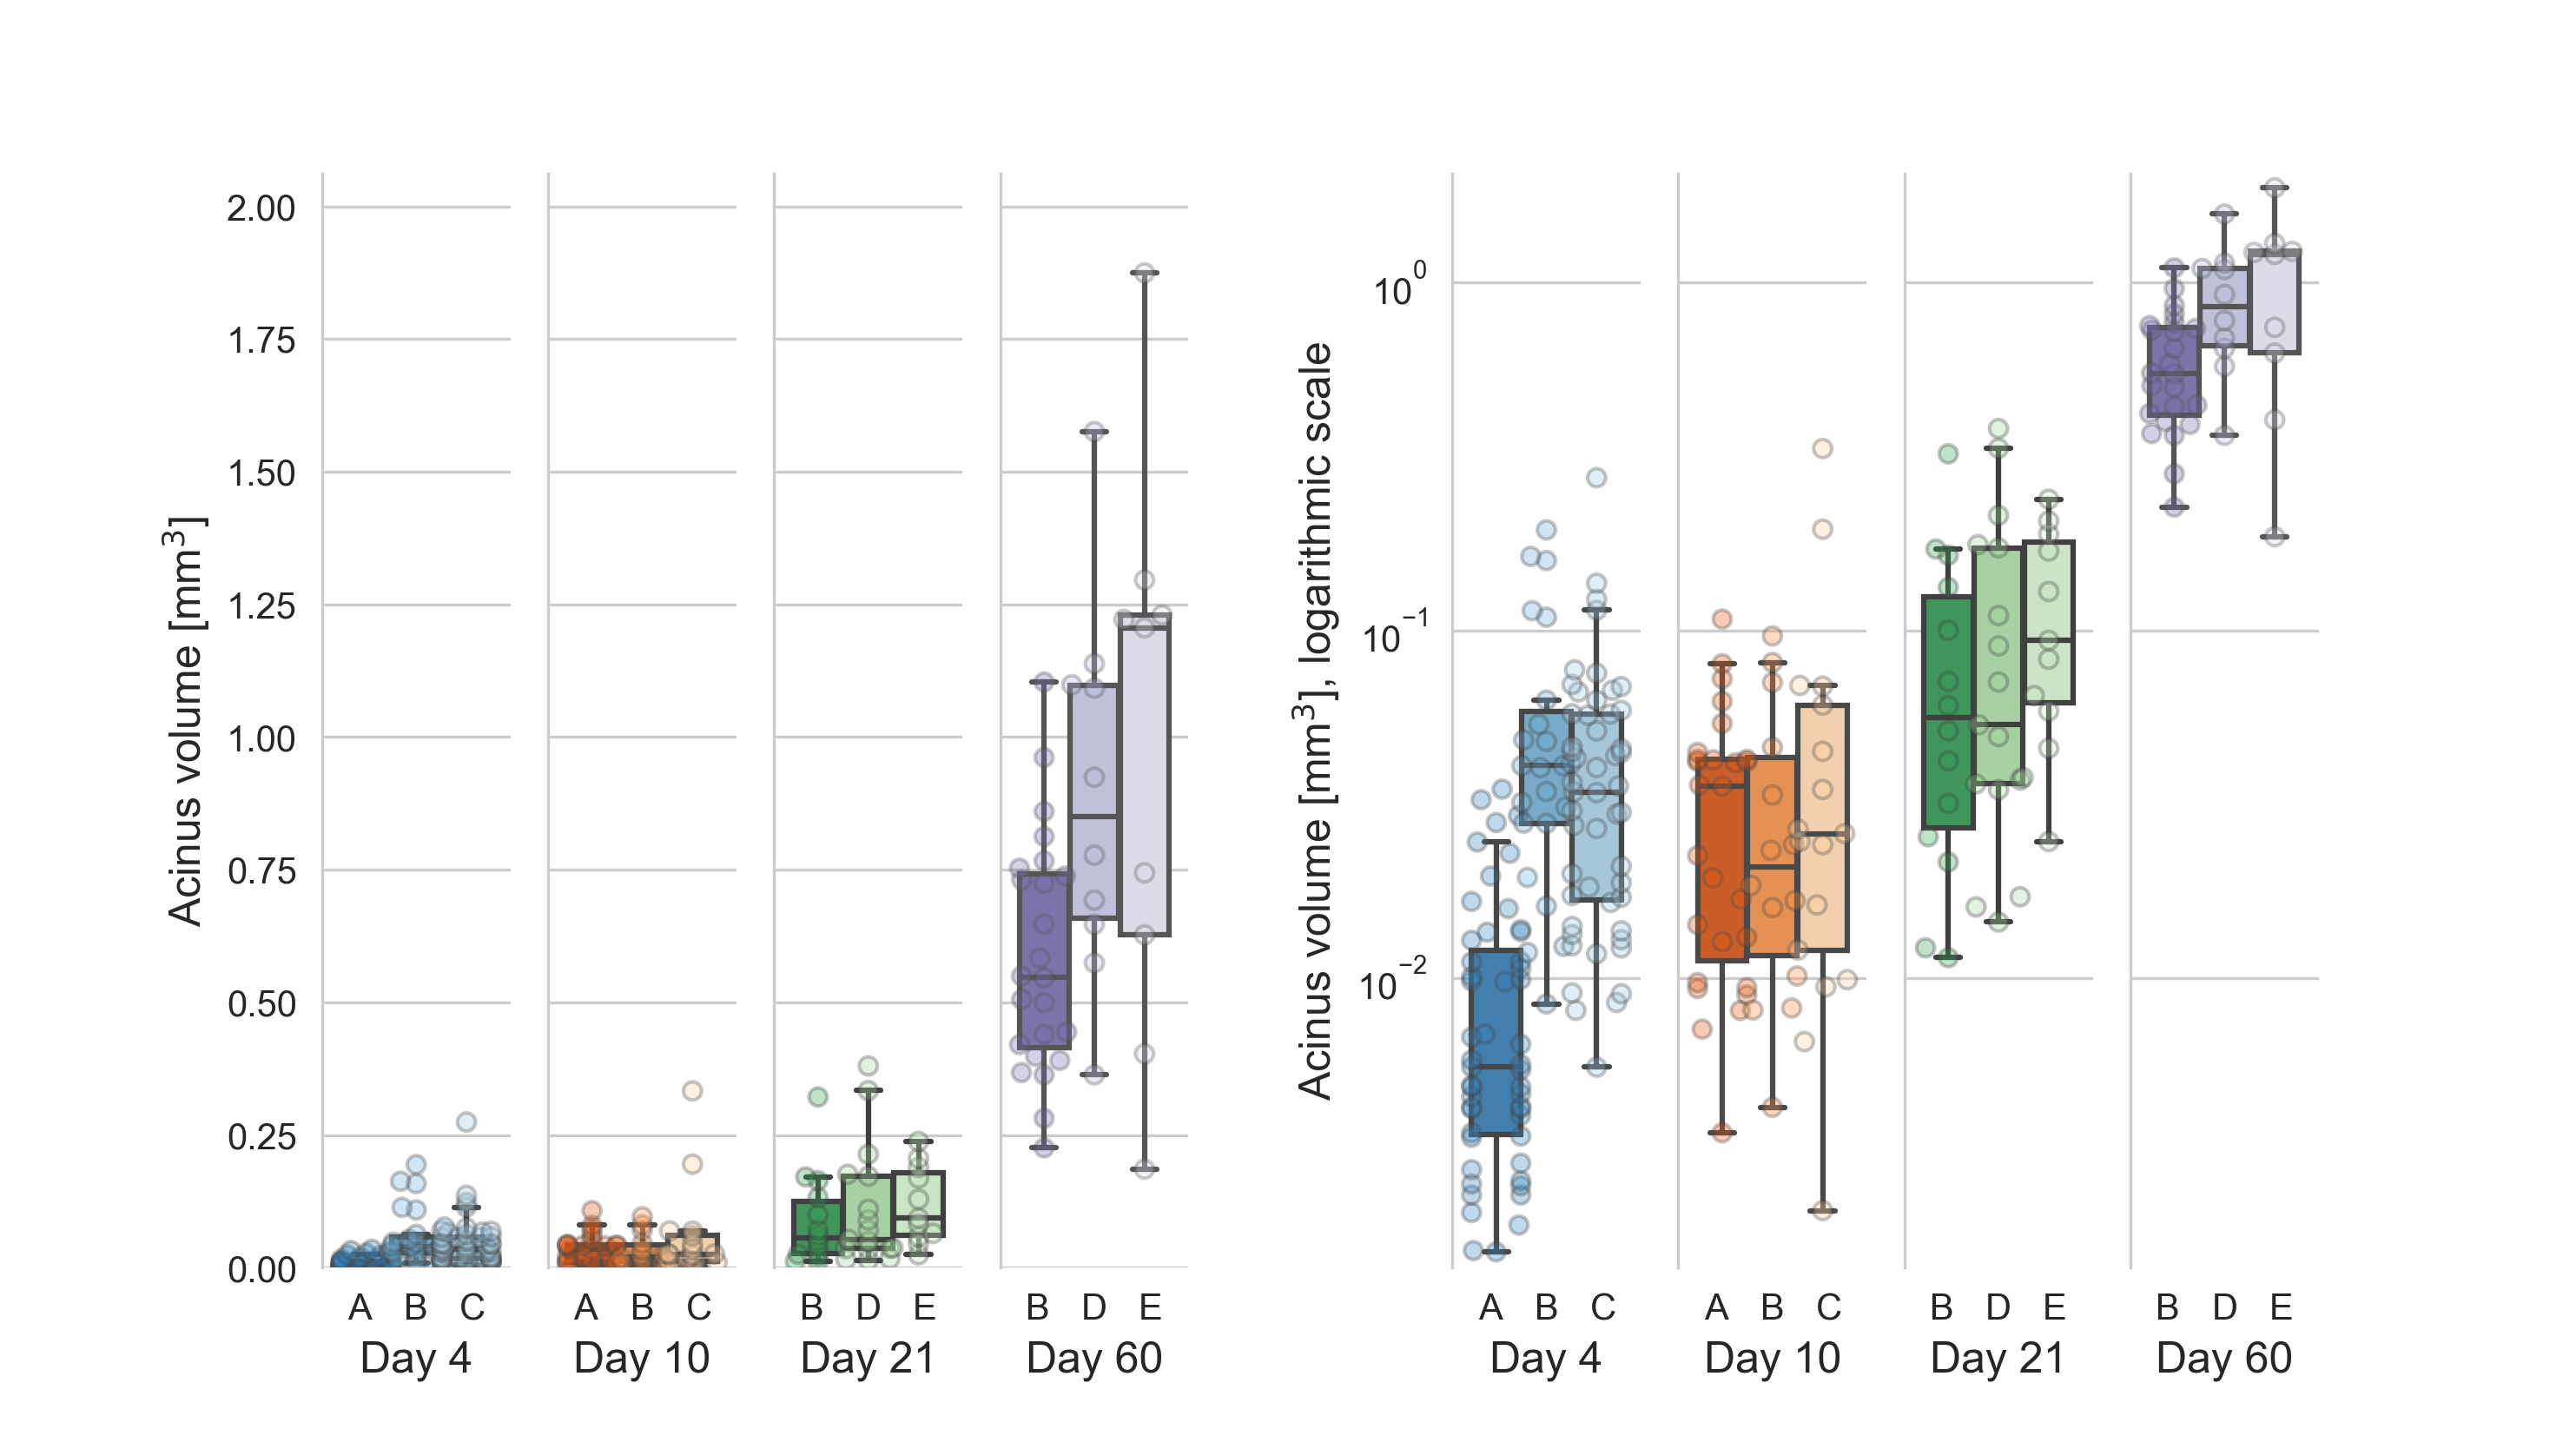 Acinus volume [mm³]
2.00
1.75
1.50
1.25
1.00
0.75
0.50
0.25
0.00
A B C
Day 4
A B C
Day 10
B D E
Day 21
B D E
Day 60
Acinus volume [mm³], logarithmic scale
10⁰
10⁻¹
10⁻²
A B C
Day 4
A B C
Day 10
B D E
Day 21
B D E
Day 60